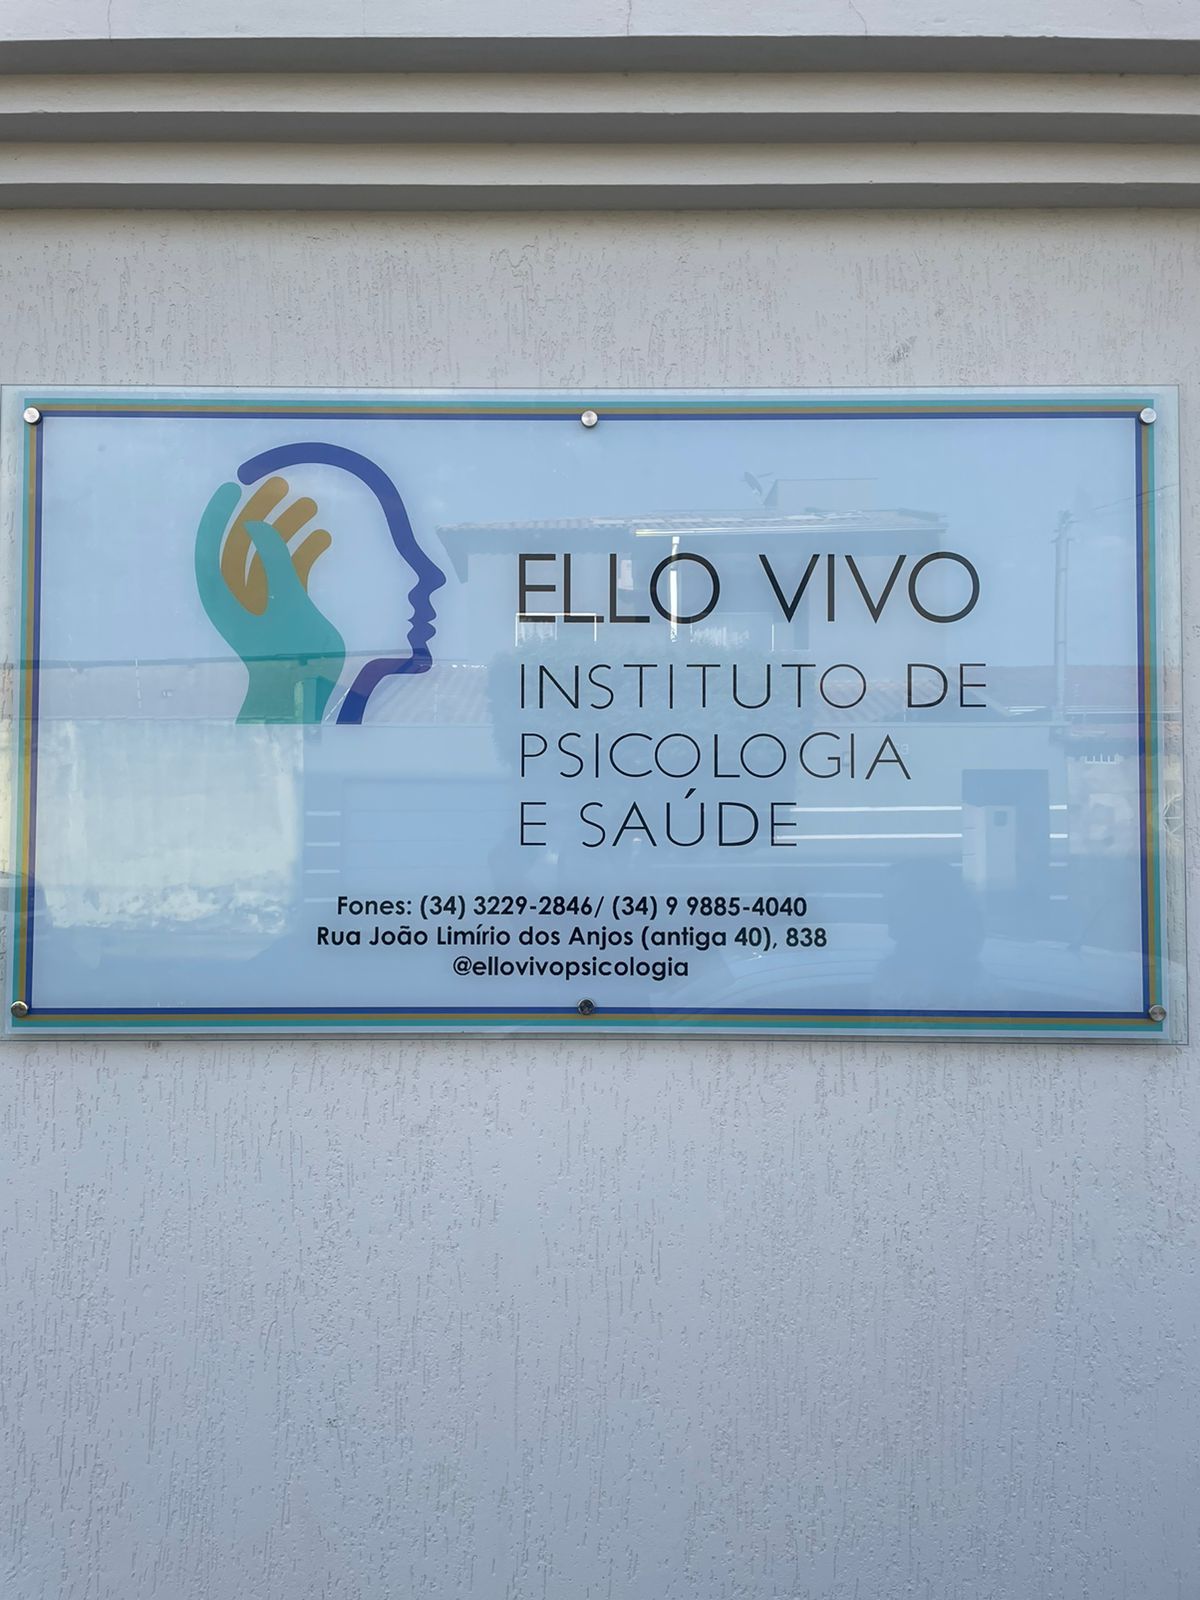 ELLO VIVO
INSTITUTO DE
PSICOLOGIA
E SAÚDE
Fones: (34) 3229-2846/ (34) 9 9885-4040
Rua João Limírio dos Anjos (antiga 40), 838
@ellovivopsicologia